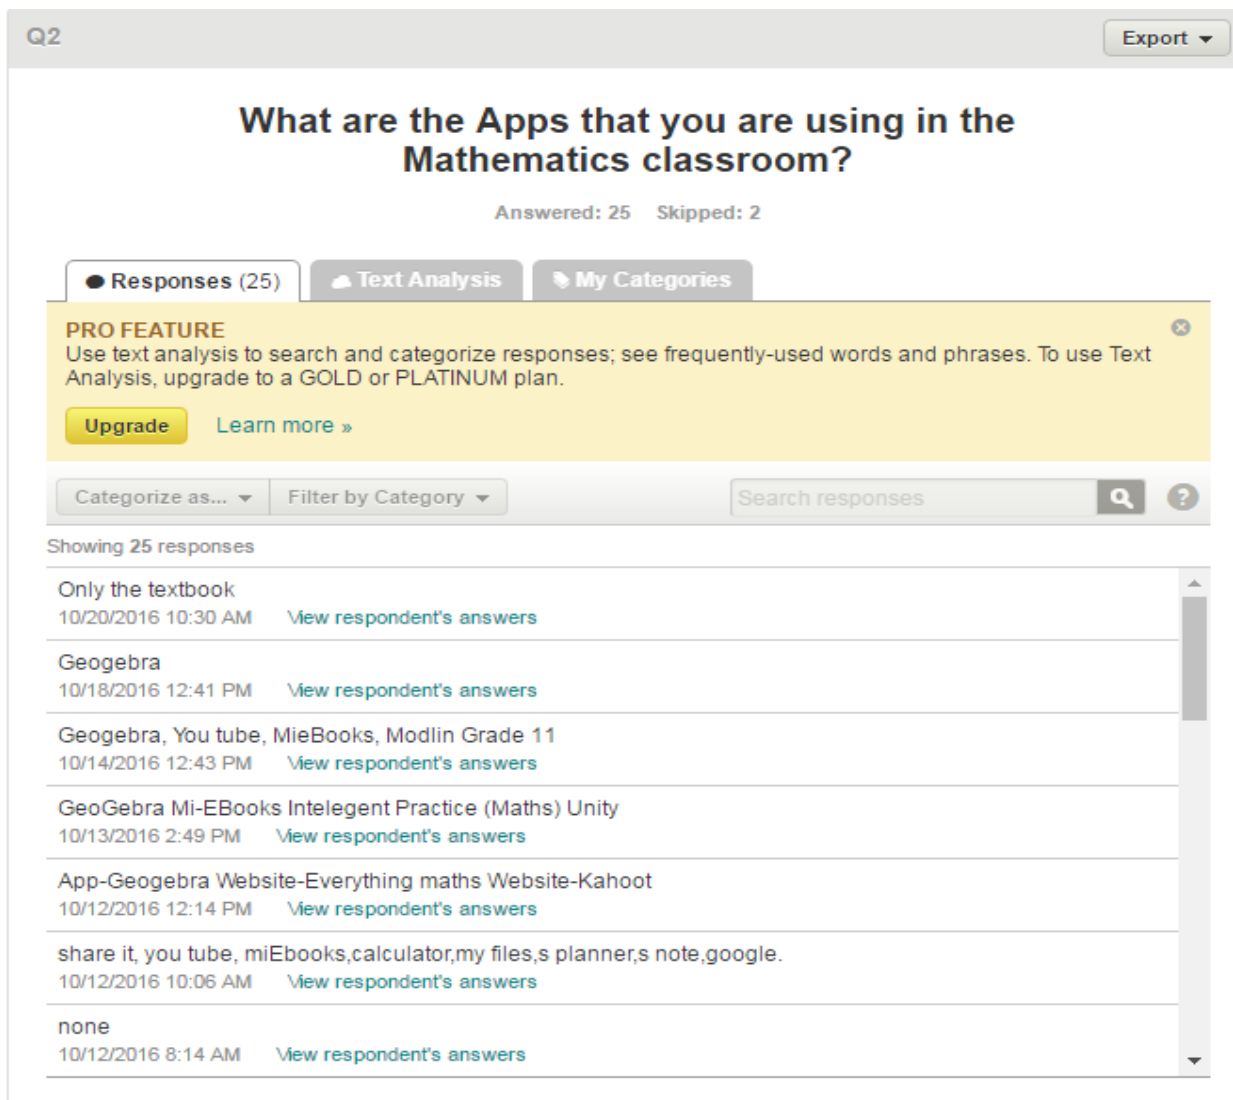 Q2
Export
What are the Apps that you are using in the
Mathematics classroom?
Answered: 25 Skipped: 2
Responses (25)
Text Analysis
My Categories
PRO FEATURE
Use text analysis to search and categorize responses; see frequently-used words and phrases. To use Text
Analysis, upgrade to a GOLD or PLATINUM plan.
Upgrade
Learn more »
Categorize as...
Filter by Category
Search responses
?
Showing 25 responses
Only the textbook
10/20/2016 10:30 AM View respondent's answers
Geogebra
10/18/2016 12:41 PM View respondent's answers
Geogebra, You tube, MieBooks, Modlin Grade 11
10/14/2016 12:43 PM View respondent's answers
GeoGebra Mi-EBooks Intelegent Practice (Maths) Unity
10/13/2016 2:49 PM View respondent's answers
App-Geogebra Website-Everything maths Website-Kahoot
10/12/2016 12:14 PM View respondent's answers
share it, you tube, miEbooks,calculator,my files,s planner,s note,google.
10/12/2016 10:06 AM View respondent's answers
none
10/12/2016 8:14 AM View respondent's answers